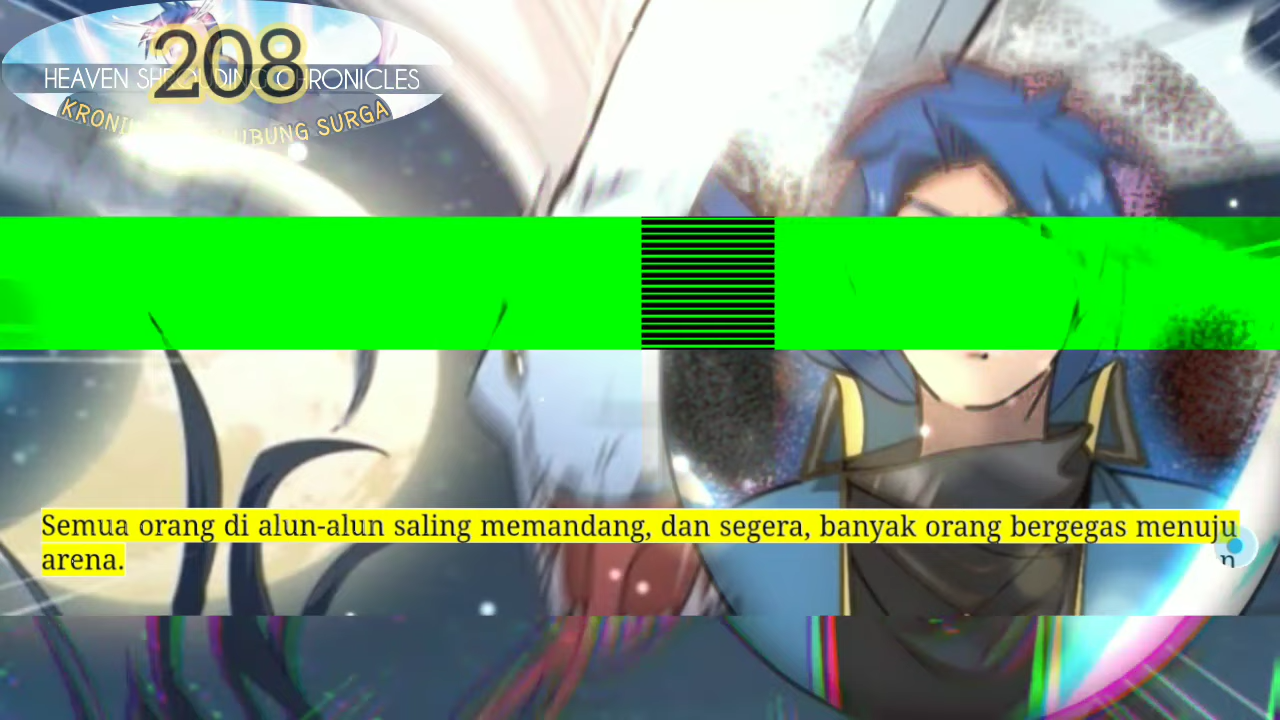 208
HEAVEN CHRONICLES
SURGA
Semua orang di alun-alun saling memandang, dan segera, banyak orang bergegas menuju
arena.
n